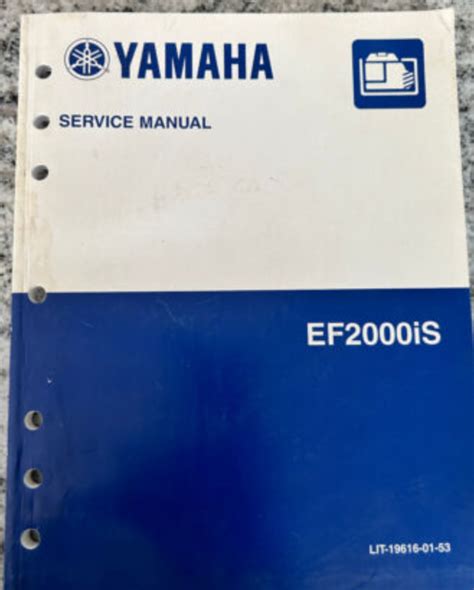 YAMAHA
SERVICE MANUAL
EF2000iS
LIT-19616-01-53